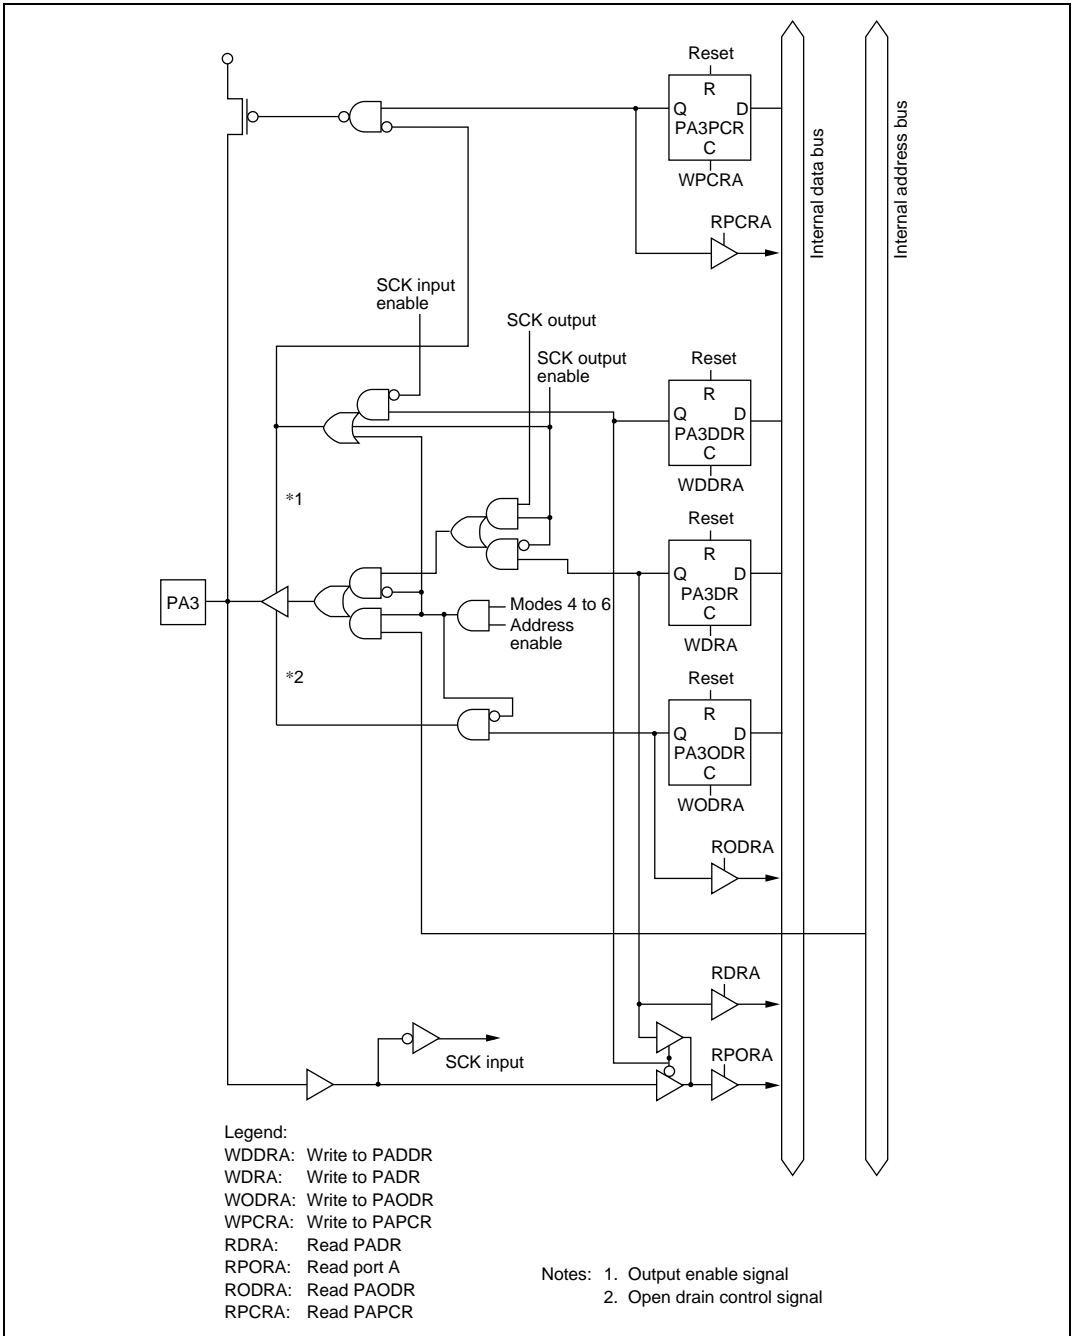 Reset
R
Q D
PA3PCR
C
WPCRA
RPCRA
Internal data bus
Internal address bus
SCK input
enable
SCK output
SCK output
enable
Reset
R
Q D
PA3DDR
C
WDDRA
*1
Reset
R
Q D
PA3DR
C
WDRA
PA3
Modes 4 to 6
Address
enable
*2
Reset
R
Q D
PA3ODR
C
WODRA
RODRA
RDRA
SCK input
RPORA
Legend:
WDDRA: Write to PADDR
WDRA: Write to PADR
WODRA: Write to PAODR
WPCRA: Write to PAPCR
RDRA: Read PADR
RPORA: Read port A
RODRA: Read PAODR
RPCRA: Read PAPCR
Notes: 1. Output enable signal
2. Open drain control signal